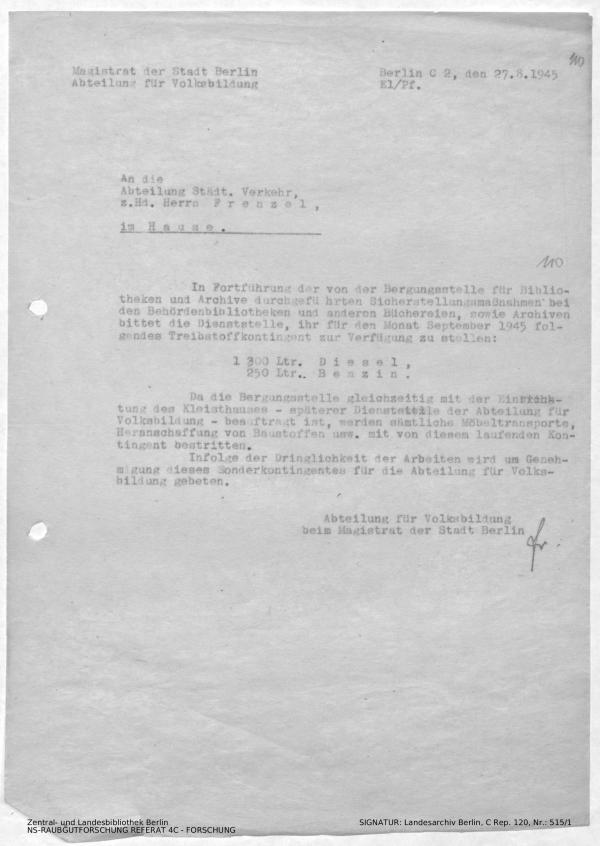 110
Magistrat der Stadt Berlin
Abteilung für Volksbildung
Berlin C 2, den 27.8.1945
El/Pf.
An die
Abteilung Städt. Verkehr,
z.Hd. Herrn F r e n z e l ,
im H a u s e .
110
In Fortführung der von der Bergungsstelle für Biblio-
theken und Archive durchgefü hrten Sicherstellungsmaßnahmen bei
den Behördenbibliotheken und anderen Büchereien, sowie Archiven
bittet die Dienststelle, ihr für den Monat September 1945 fol-
gendes Treibstoffkontingent zur Verfügung zu stellen:
1 300 Ltr. D i e s e l ,
250 Ltr. B e n z i n .
Da die Bergungsstelle gleichzeitig mit der Einrich-
tung des Kleisthauses - späterer Dienststelle der Abteilung für
Volksbildung - beauftragt ist, werden sämtliche Möbeltransporte,
Heranschaffung von Baustoffen usw. mit von diesem laufenden Kon-
tingent bestritten.
Infolge der Dringlichkeit der Arbeiten wird um Geneh-
migung dieses Sonderkontingentes für die Abteilung für Volks-
bildung gebeten.
Abteilung für Volksbildung
beim Magistrat der Stadt Berlin
Zentral- und Landesbibliothek Berlin
NS-RAUBGUTFORSCHUNG REFERAT 4C - FORSCHUNG
SIGNATUR: Landesarchiv Berlin, C Rep. 120, Nr.: 515/1